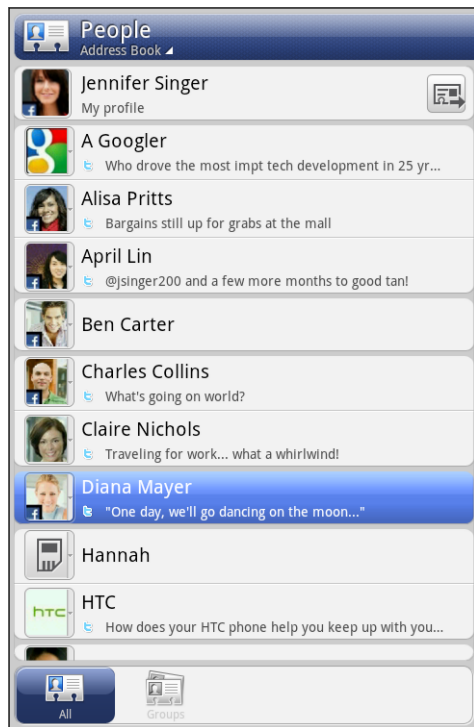 People
Address Book
Jennifer Singer
My profile
A Googler
Who drove the most impt tech development in 25 yr...
Alisa Pritts
Bargains still up for grabs at the mall
April Lin
@jsinger200 and a few more months to good tan!
Ben Carter
Charles Collins
What's going on world?
Claire Nichols
Traveling for work... what a whirlwind!
Diana Mayer
"One day, we'll go dancing on the moon..."
Hannah
hTC
HTC
How does your HTC phone help you keep up with you...
All
Groups